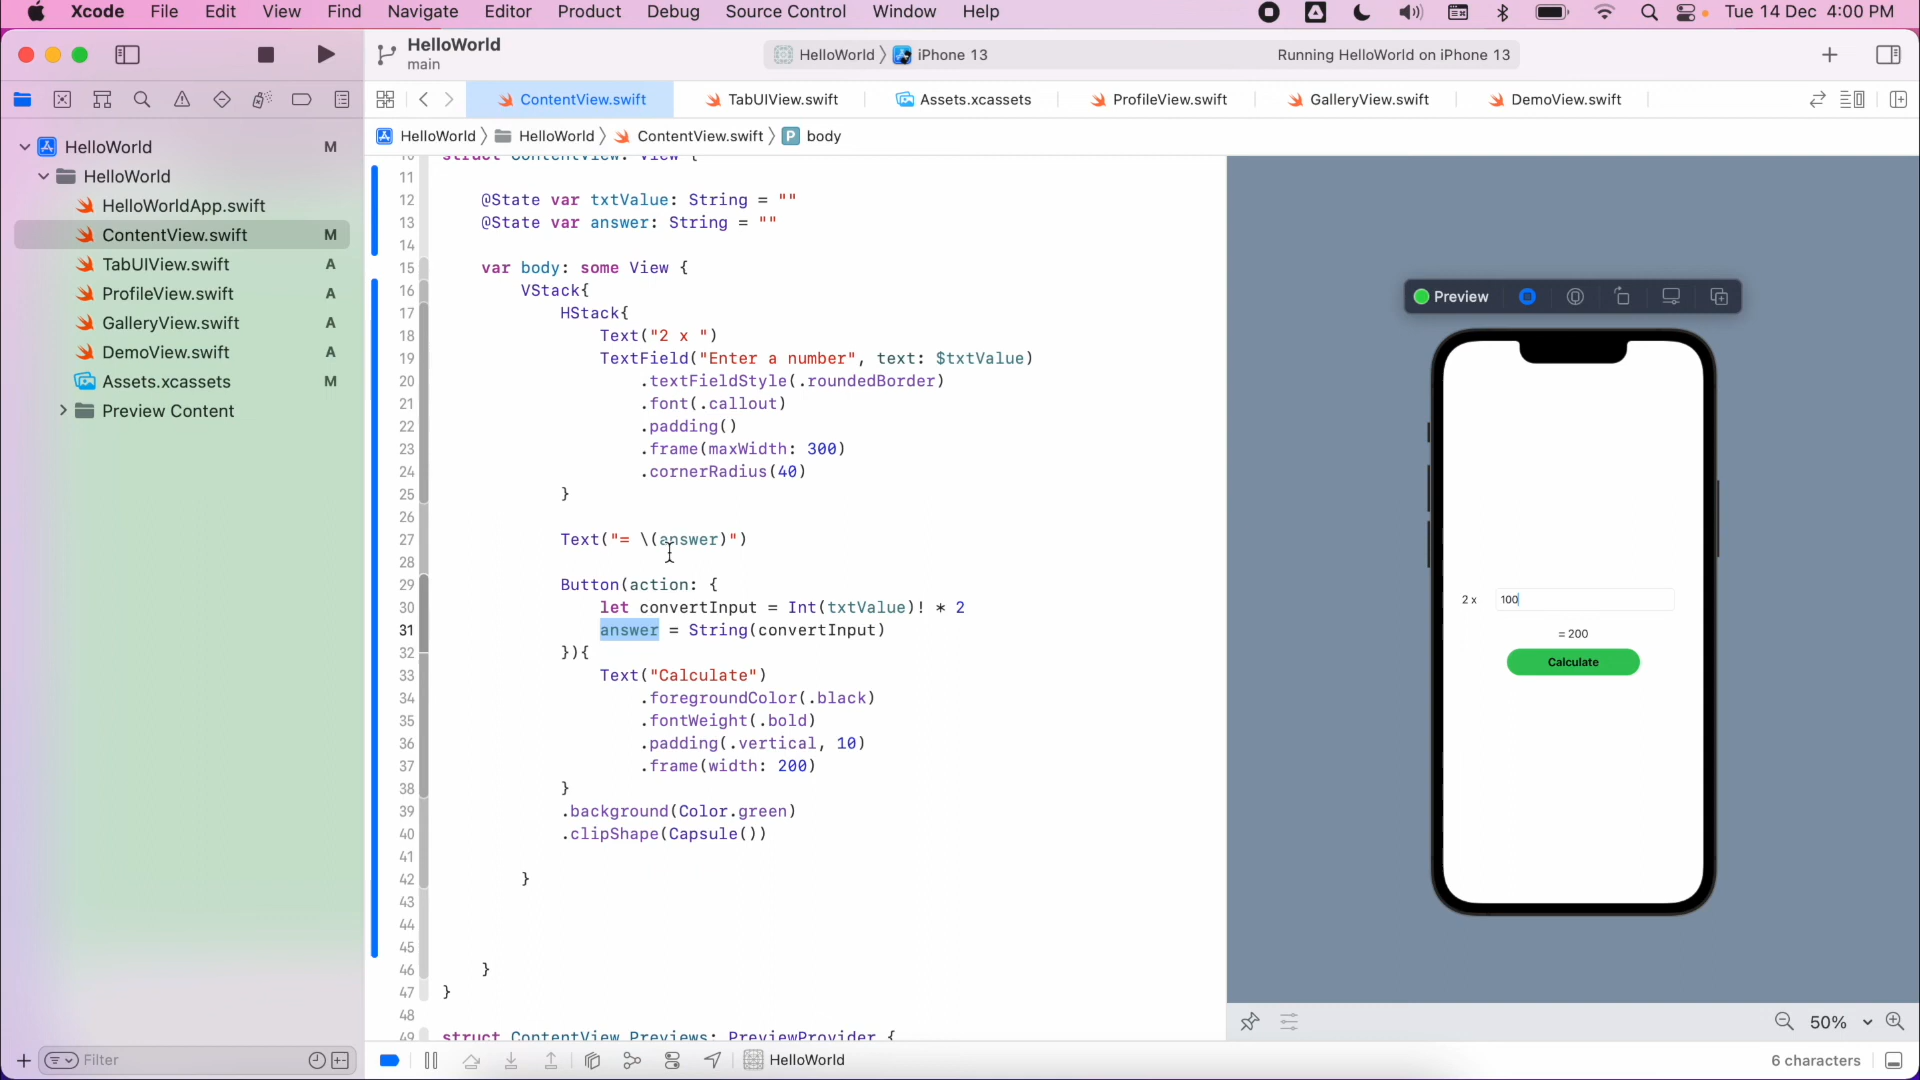 Xcode File Edit View Find Navigate Editor Product Debug Source Control Window Help Tue 14 Dec 4:00 PM
HelloWorld
main
HelloWorld iPhone 13 Running HelloWorld on iPhone 13
ContentView.swift TabUIView.swift Assets.xcassets ProfileView.swift GalleryView.swift DemoView.swift
HelloWorld HelloWorld ContentView.swift P body
HelloWorld M
HelloWorld
HelloWorldApp.swift
ContentView.swift M
TabUIView.swift A
ProfileView.swift A
GalleryView.swift A
DemoView.swift A
Assets.xcassets M
Preview Content
10 struct ContentView: View {
11
12 @State var txtValue: String = ""
13 @State var answer: String = ""
14
15 var body: some View {
16 VStack{
17 HStack{
18 Text("2 x ")
19 TextField("Enter a number", text: $txtValue)
20 .textFieldStyle(.roundedBorder)
21 .font(.callout)
22 .padding()
23 .frame(maxWidth: 300)
24 .cornerRadius(40)
25 }
26
27 Text("= \(answer)")
28
29 Button(action: {
30 let convertInput = Int(txtValue)! * 2
31 answer = String(convertInput)
32 }){
33 Text("Calculate")
34 .foregroundColor(.black)
35 .fontWeight(.bold)
36 .padding(.vertical, 10)
37 .frame(width: 200)
38 }
39 .background(Color.green)
40 .clipShape(Capsule())
41
42 }
43
44
45
46 }
47 }
48
49 struct ContentView_Previews: PreviewProvider {
Preview
2 x 100
= 200
Calculate
50%
Filter
HelloWorld
6 characters